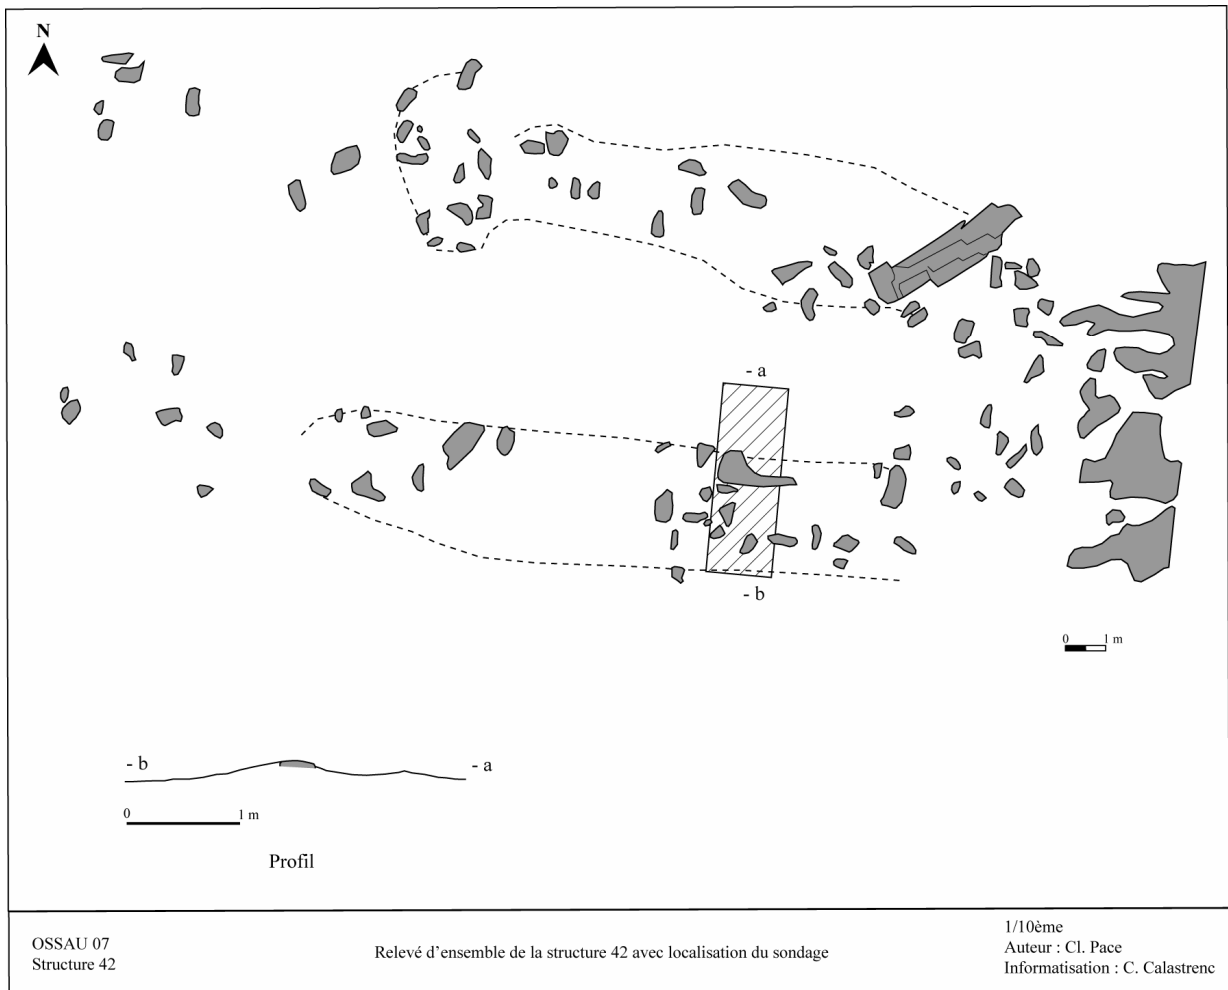 N
- a
- b
0 1 m
- b - a
0 1 m
Profil
OSSAU 07
Structure 42
Relevé d'ensemble de la structure 42 avec localisation du sondage
1/10ème
Auteur : Cl. Pace
Informatisation : C. Calastrenc